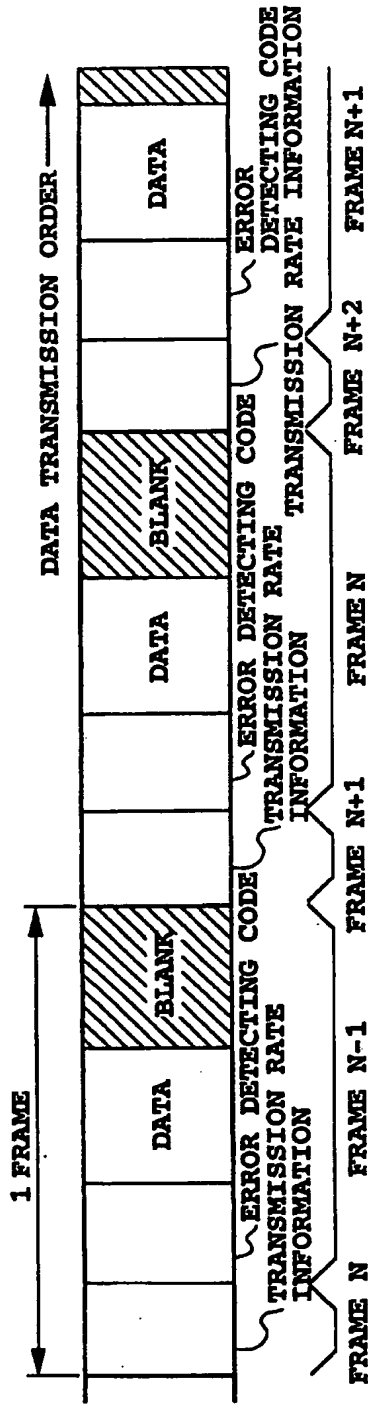 1 FRAME
DATA TRANSMISSION ORDER
DATA
BLANK
DATA
BLANK
DATA
ERROR DETECTING CODE
TRANSMISSION RATE
INFORMATION
ERROR DETECTING CODE
TRANSMISSION RATE
INFORMATION
ERROR
DETECTING CODE
TRANSMISSION RATE INFORMATION
FRAME N
FRAME N-1
FRAME N+1
FRAME N
FRAME N+2
FRAME N+1